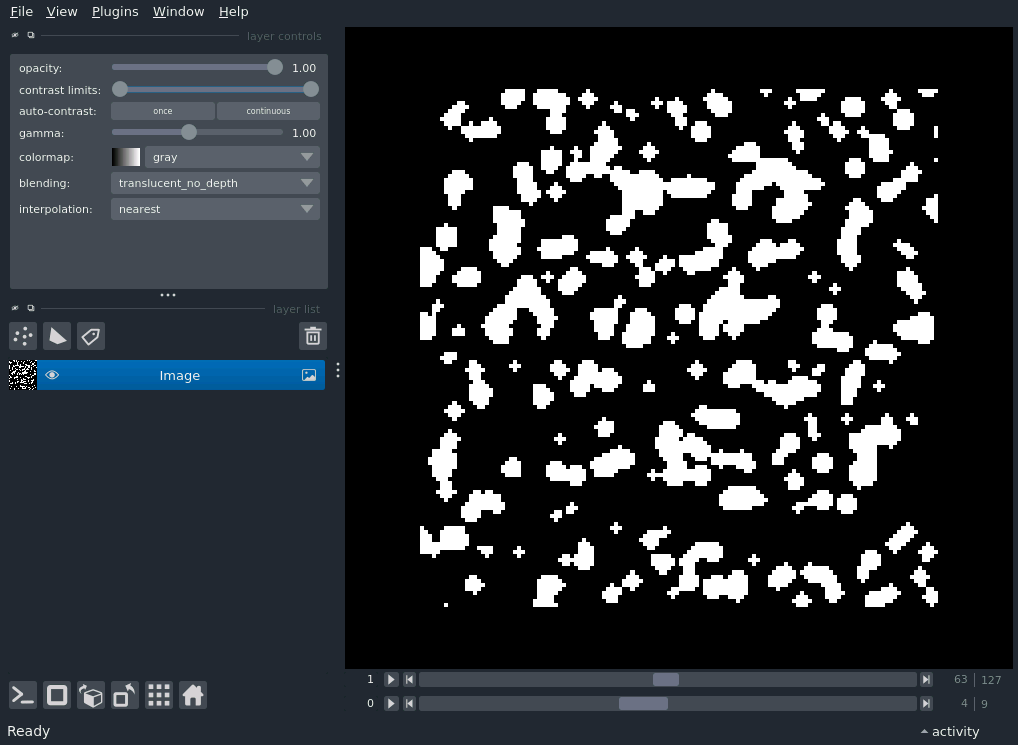 File View Plugins Window Help
layer controls
opacity: 1.00
contrast limits:
auto-contrast: once continuous
gamma: 1.00
colormap: gray
blending: translucent_no_depth
interpolation: nearest
layer list
Image
1 63 127
0 4 9
Ready activity